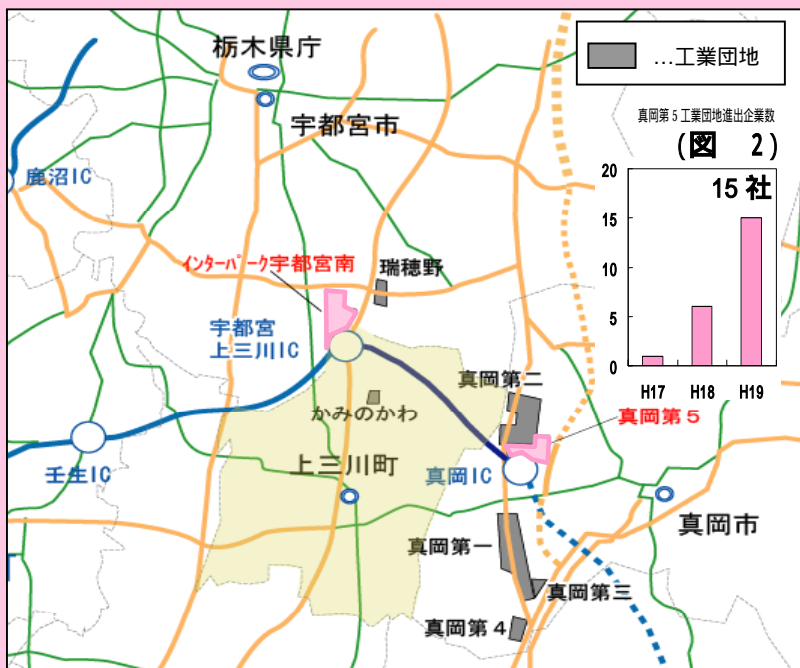 栃木県庁
…工業団地
宇都宮市
真岡第5工業団地進出企業数
(図 2)
15社
20
15
10
5
0
H17 H18 H19
鹿沼IC
インターパーク宇都宮南
瑞穂野
宇都宮
上三川IC
真岡第二
かみのかわ
真岡第5
上三川町
壬生IC
真岡IC
真岡市
真岡第一
真岡第三
真岡第4